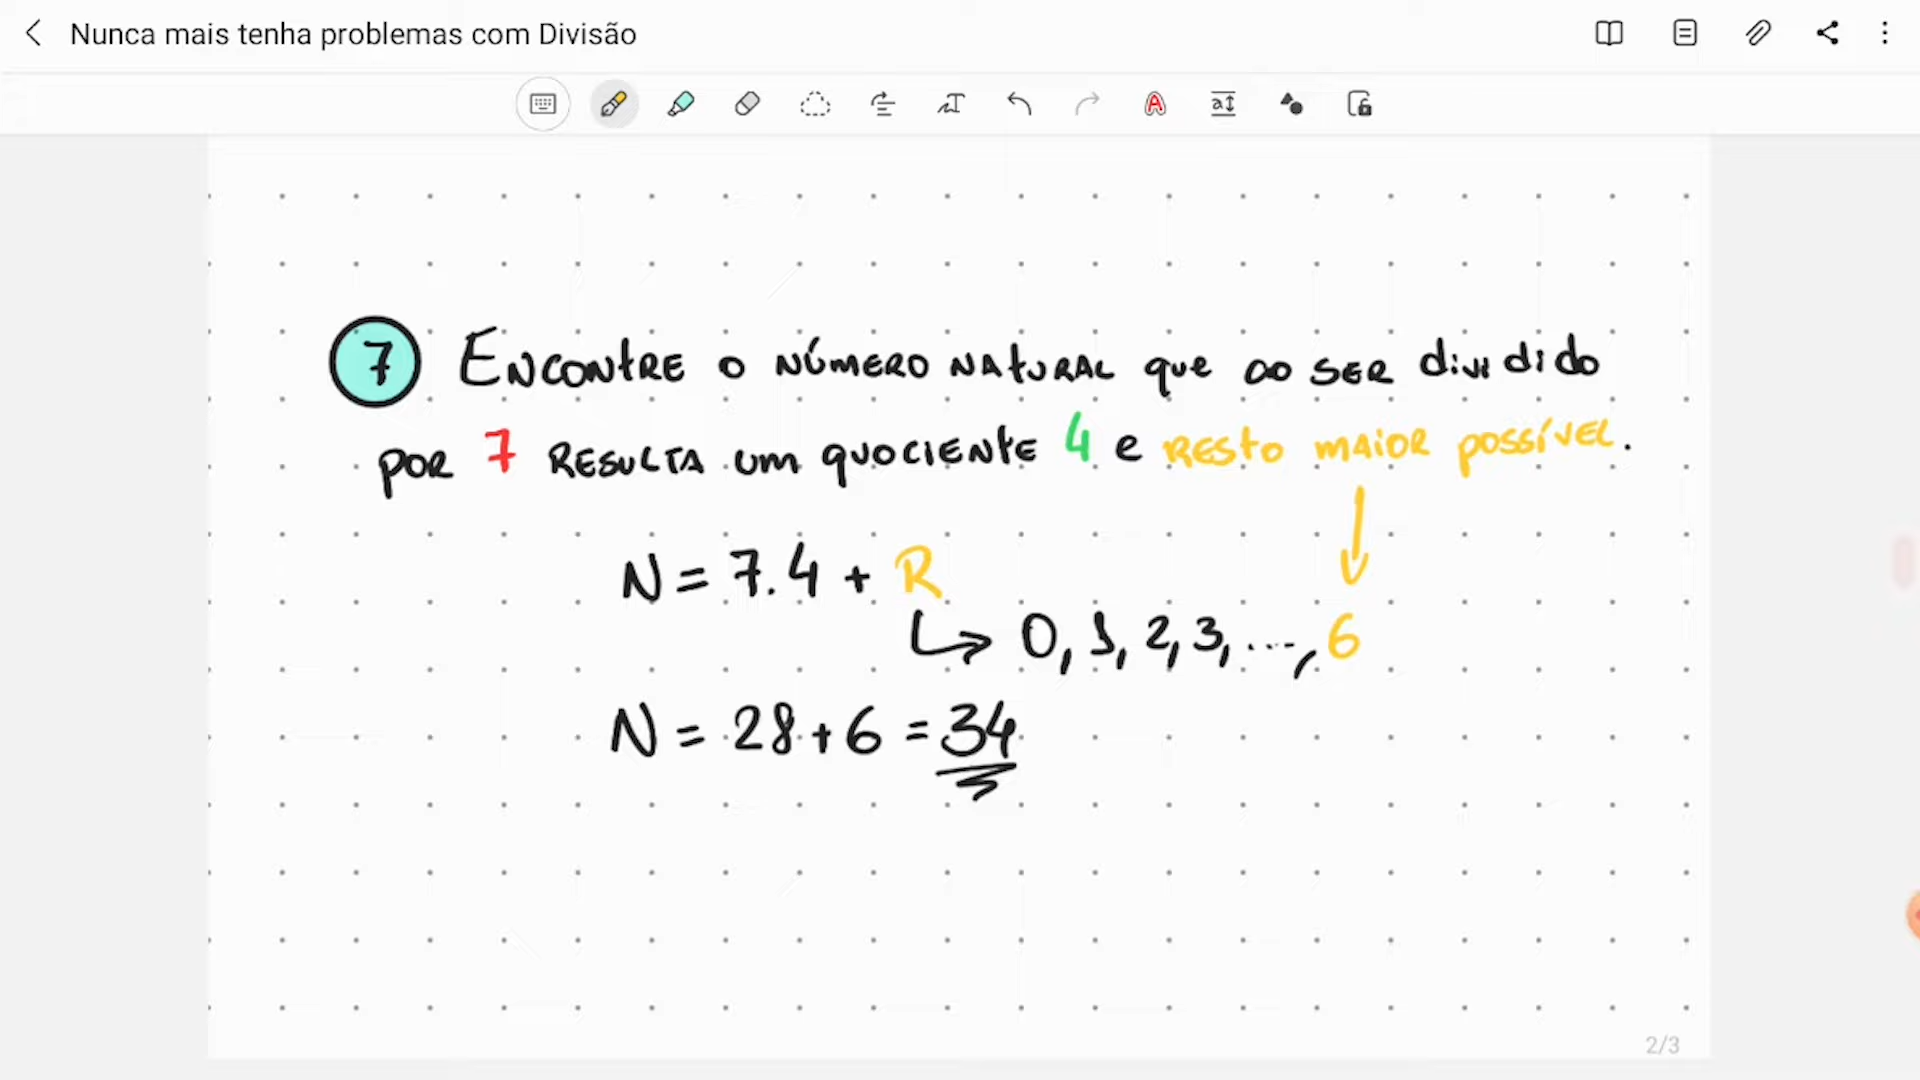 Nunca mais tenha problemas com Divisão
7 ENCONTRE O NÚMERO NATURAL que ao SER dividido
por 7 RESULTA um quociente 4 e RESTO MAIOR possível.
N = 7.4 + R
0, 1, 2, 3, ..., 6
N = 28 + 6 = 34
2/3